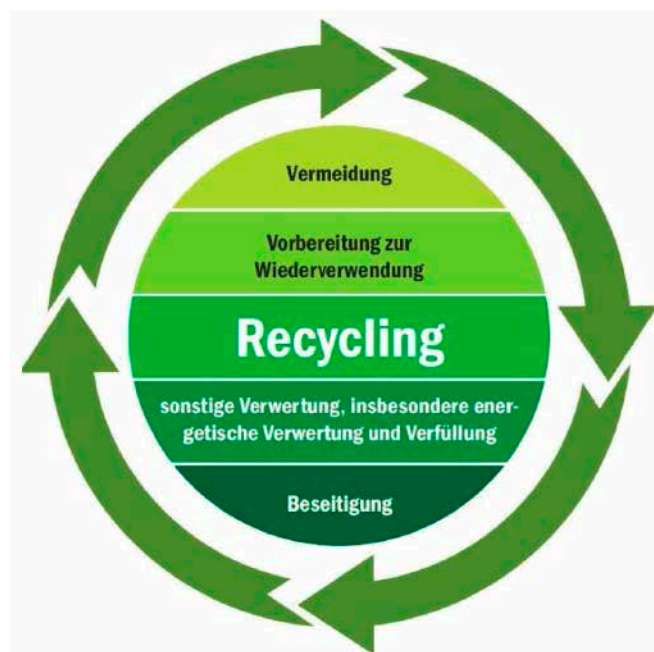 Vermeidung
Vorbereitung zur
Wiederverwendung
Recycling
sonstige Verwertung, insbesondere ener-
getische Verwertung und Verfüllung
Beseitigung